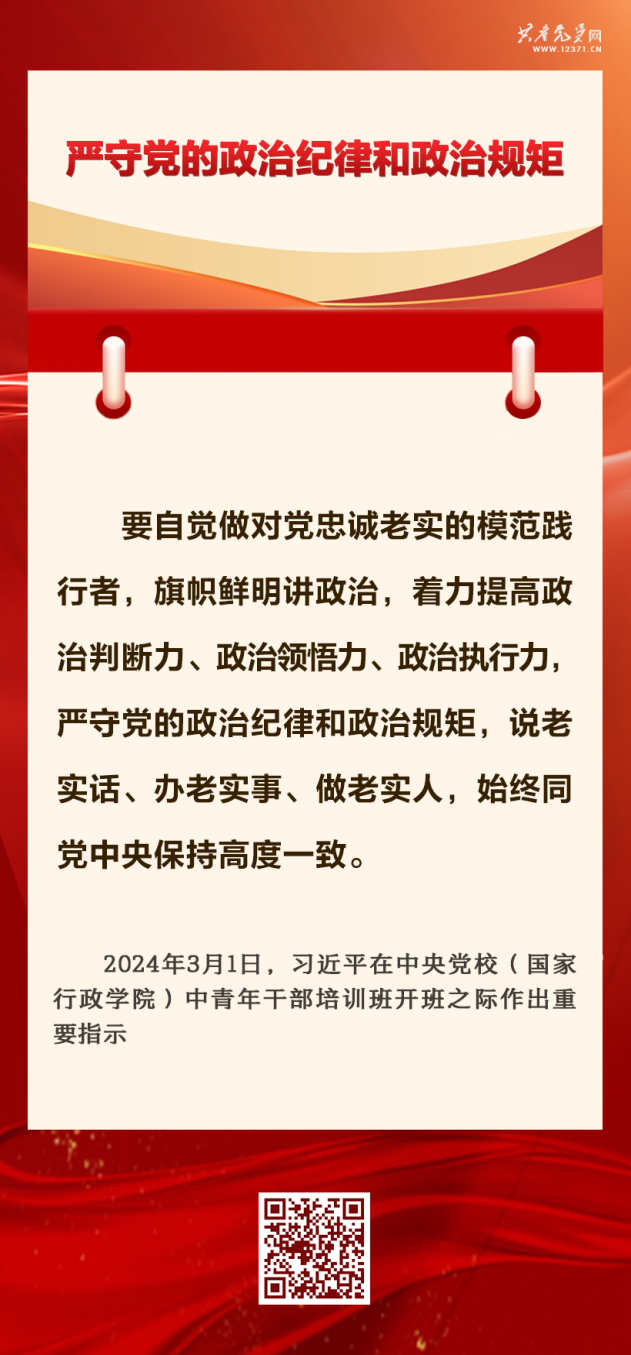 共产党员网
WWW.12371.CN
严守党的政治纪律和政治规矩
要自觉做对党忠诚老实的模范践
行者，旗帜鲜明讲政治，着力提高政
治判断力、政治领悟力、政治执行力，
严守党的政治纪律和政治规矩，说老
实话、办老实事、做老实人，始终同
党中央保持高度一致。
2024年3月1日，习近平在中央党校（国家
行政学院）中青年干部培训班开班之际作出重
要指示